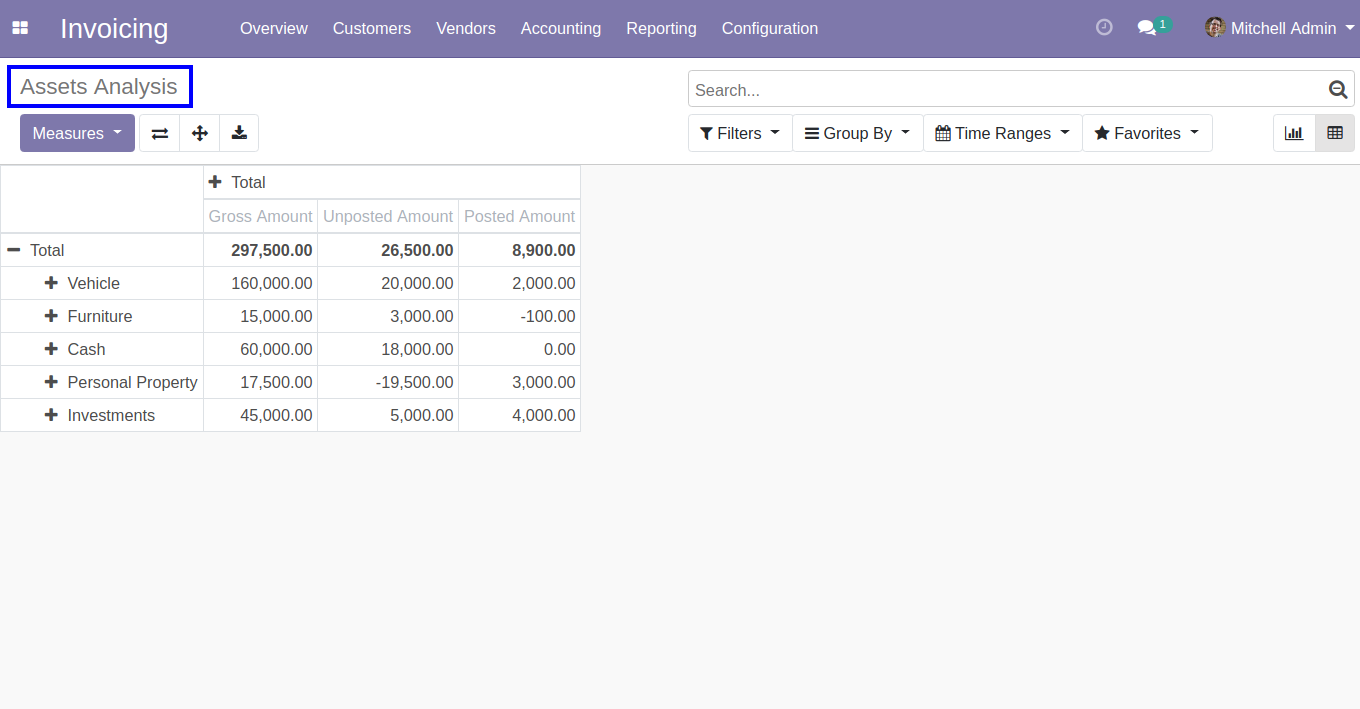 Invoicing Overview Customers Vendors Accounting Reporting Configuration 1 Mitchell Admin
Assets Analysis
Search...
Measures Filters Group By Time Ranges Favorites
Total
Gross Amount Unposted Amount Posted Amount
Total 297,500.00 26,500.00 8,900.00
Vehicle 160,000.00 20,000.00 2,000.00
Furniture 15,000.00 3,000.00 -100.00
Cash 60,000.00 18,000.00 0.00
Personal Property 17,500.00 -19,500.00 3,000.00
Investments 45,000.00 5,000.00 4,000.00